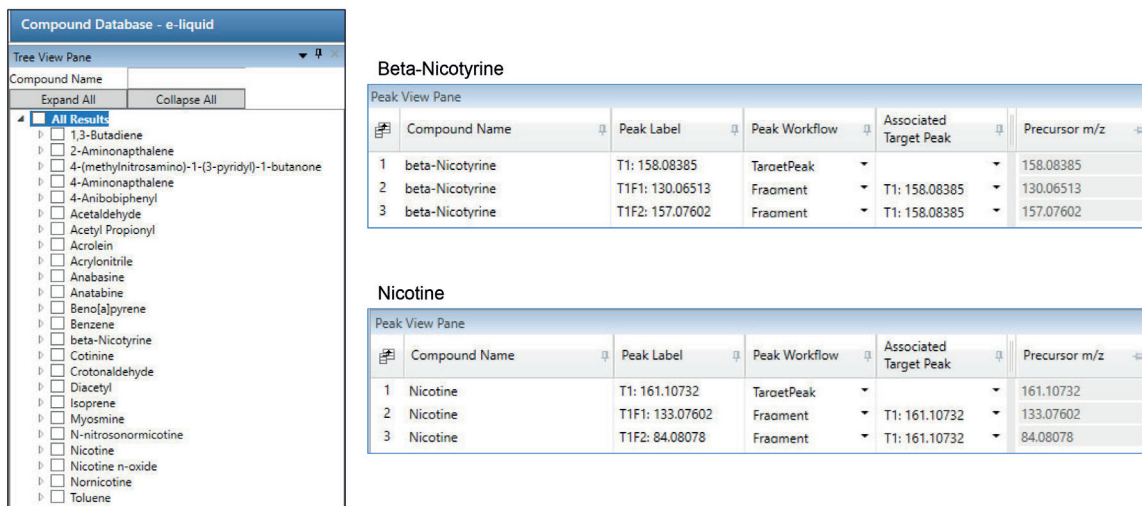 Compound Database - e-liquid
Tree View Pane
Compound Name
Expand All Collapse All
All Results
1,3-Butadiene
2-Aminonapthalene
4-(methylnitrosamino)-1-(3-pyridyl)-1-butanone
4-Aminonapthalene
4-Anibobiphenyl
Acetaldehyde
Acetyl Propionyl
Acrolein
Acrylonitrile
Anabasine
Anatabine
Beno[a]pyrene
Benzene
beta-Nicotyrine
Cotinine
Crotonaldehyde
Diacetyl
Isoprene
Myosmine
N-nitrosonormicotine
Nicotine
Nicotine n-oxide
Nornicotine
Toluene
Beta-Nicotyrine
Peak View Pane
Compound Name Peak Label Peak Workflow Associated Target Peak Precursor m/z
1 beta-Nicotyrine T1: 158.08385 TargetPeak 158.08385
2 beta-Nicotyrine T1F1: 130.06513 Fragment T1: 158.08385 130.06513
3 beta-Nicotyrine T1F2: 157.07602 Fragment T1: 158.08385 157.07602
Nicotine
Peak View Pane
Compound Name Peak Label Peak Workflow Associated Target Peak Precursor m/z
1 Nicotine T1: 161.10732 TargetPeak 161.10732
2 Nicotine T1F1: 133.07602 Fragment T1: 161.10732 133.07602
3 Nicotine T1F2: 84.08078 Fragment T1: 161.10732 84.08078